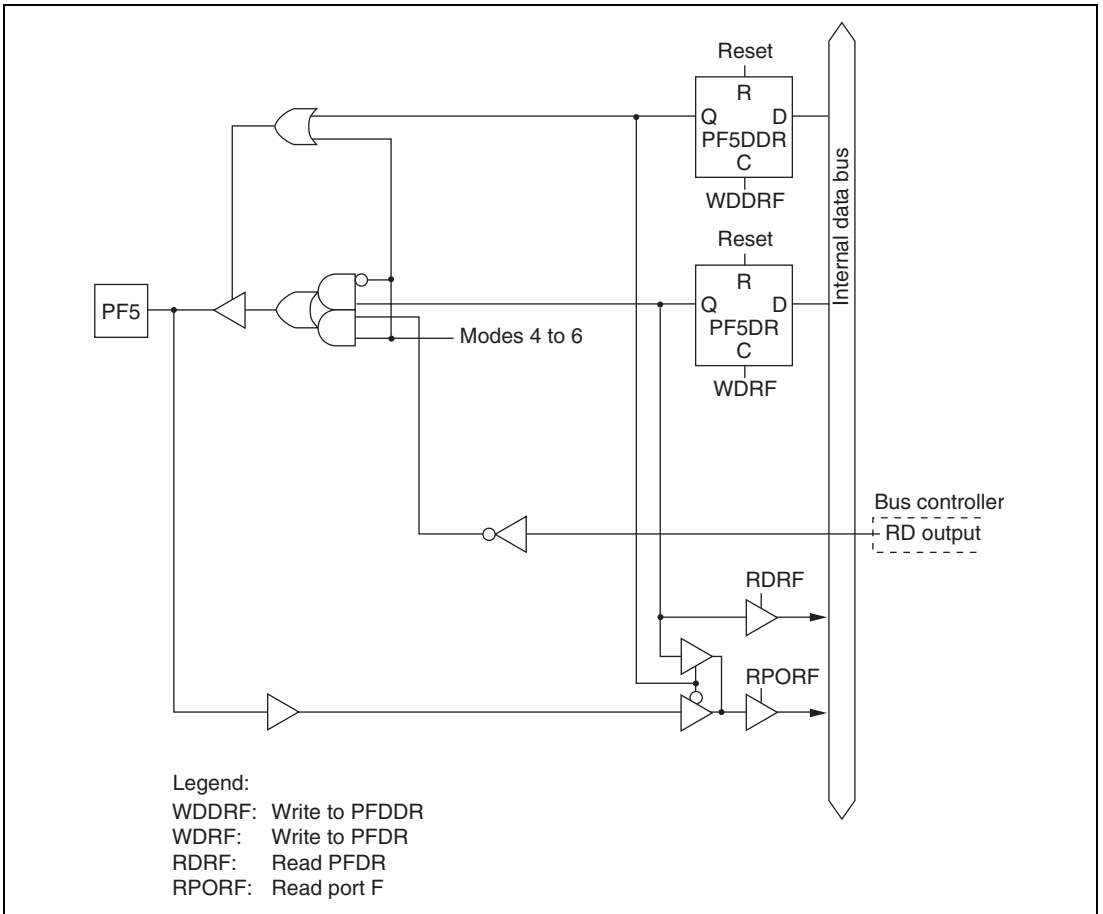 Reset
R
Q D
PF5DDR
C
WDDRF
Internal data bus
Reset
R
Q D
PF5DR
C
WDRF
PF5
Modes 4 to 6
Bus controller
RD output
RDRF
RPORF
Legend:
WDDRF: Write to PFDDR
WDRF: Write to PFDR
RDRF: Read PFDR
RPORF: Read port F